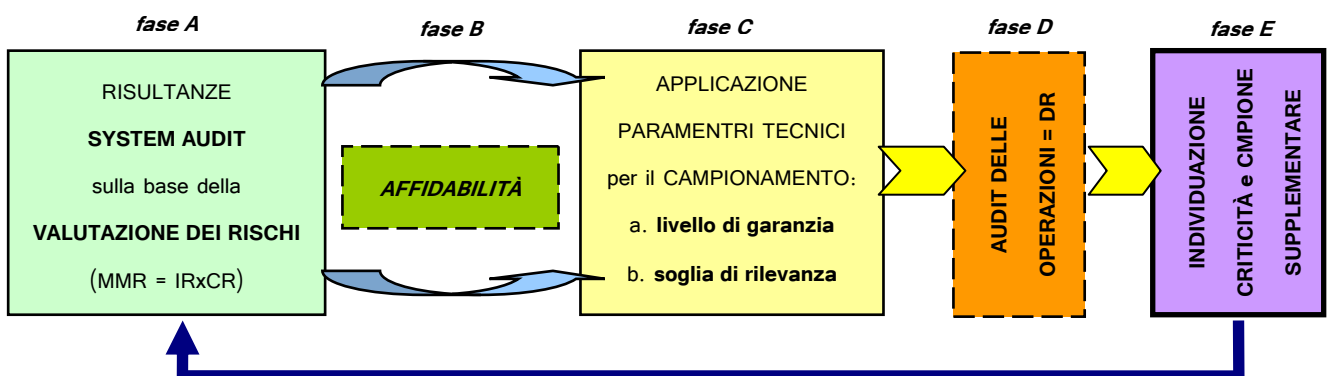 fase A
RISULTANZE
SYSTEM AUDIT
sulla base della
VALUTAZIONE DEI RISCHI
(MMR = IRxCR)
fase B
AFFIDABILITÀ
fase C
APPLICAZIONE
PARAMENTRI TECNICI
per il CAMPIONAMENTO:
a. livello di garanzia
b. soglia di rilevanza
fase D
AUDIT DELLE
OPERAZIONI = DR
fase E
INDIVIDUAZIONE
CRITICITÀ e CMPIONE
SUPPLEMENTARE